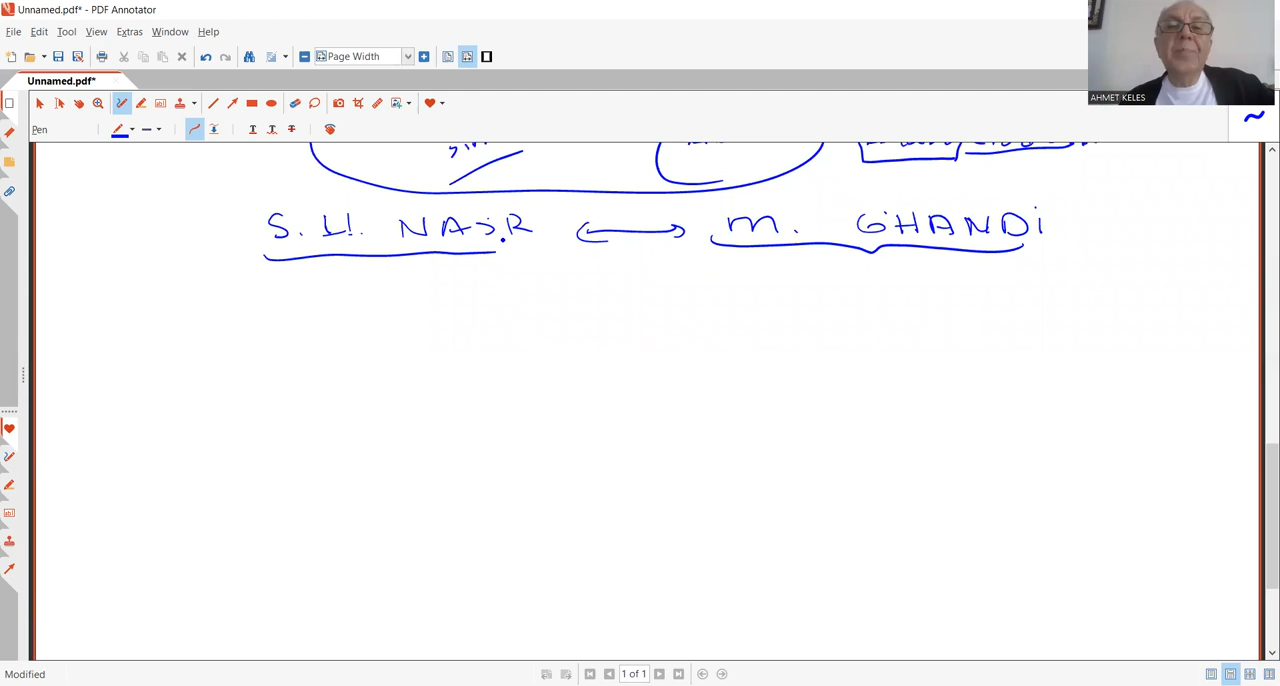 Unnamed.pdf* - PDF Annotator
File Edit Tool View Extras Window Help
Page Width
Unnamed.pdf*
AHMET KELES
Pen
S. H. NASR ↔ M. GHANDi
Modified
1 of 1